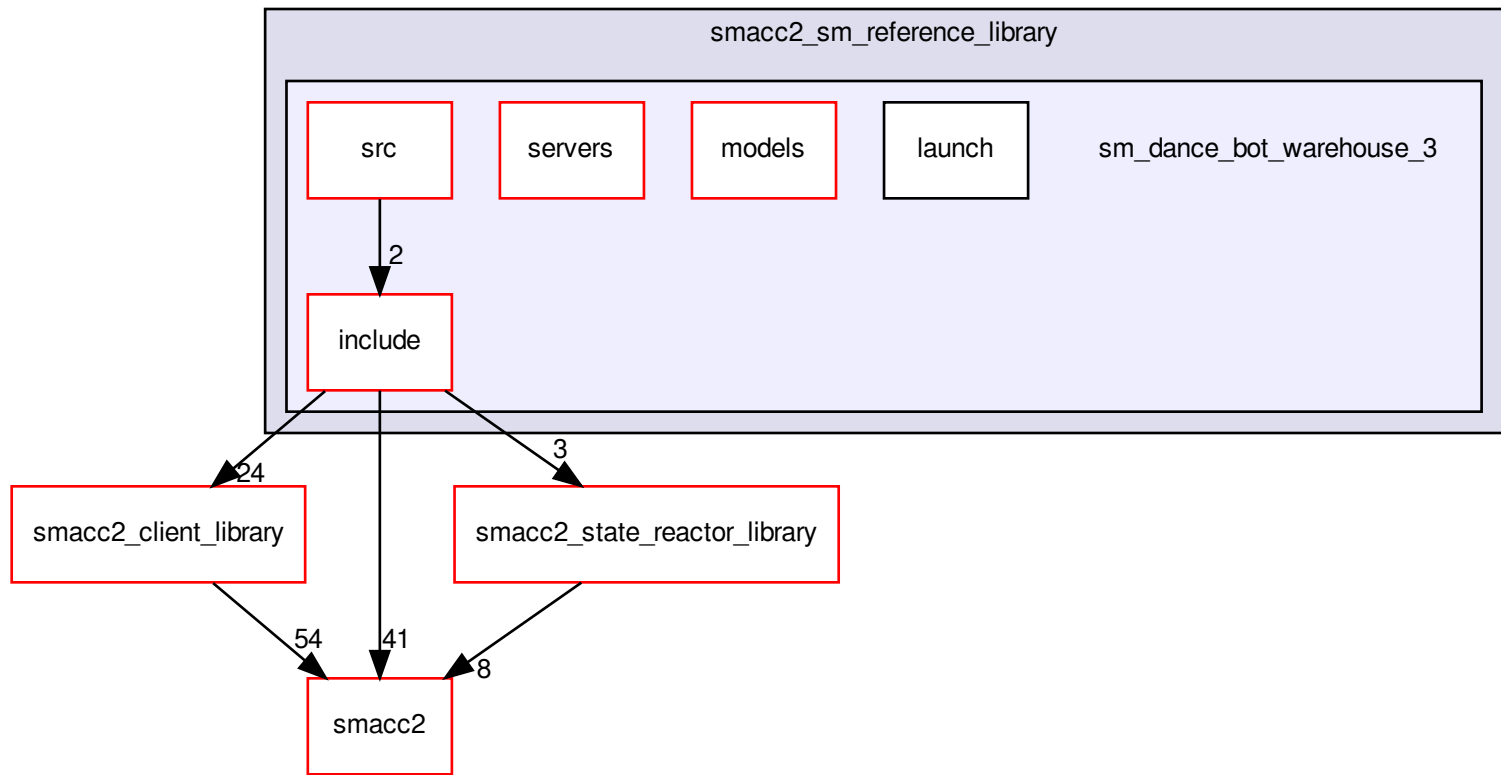 smacc2_sm_reference_library
src
servers
models
launch
sm_dance_bot_warehouse_3
2
include
24
3
smacc2_client_library
smacc2_state_reactor_library
54
41
8
smacc2